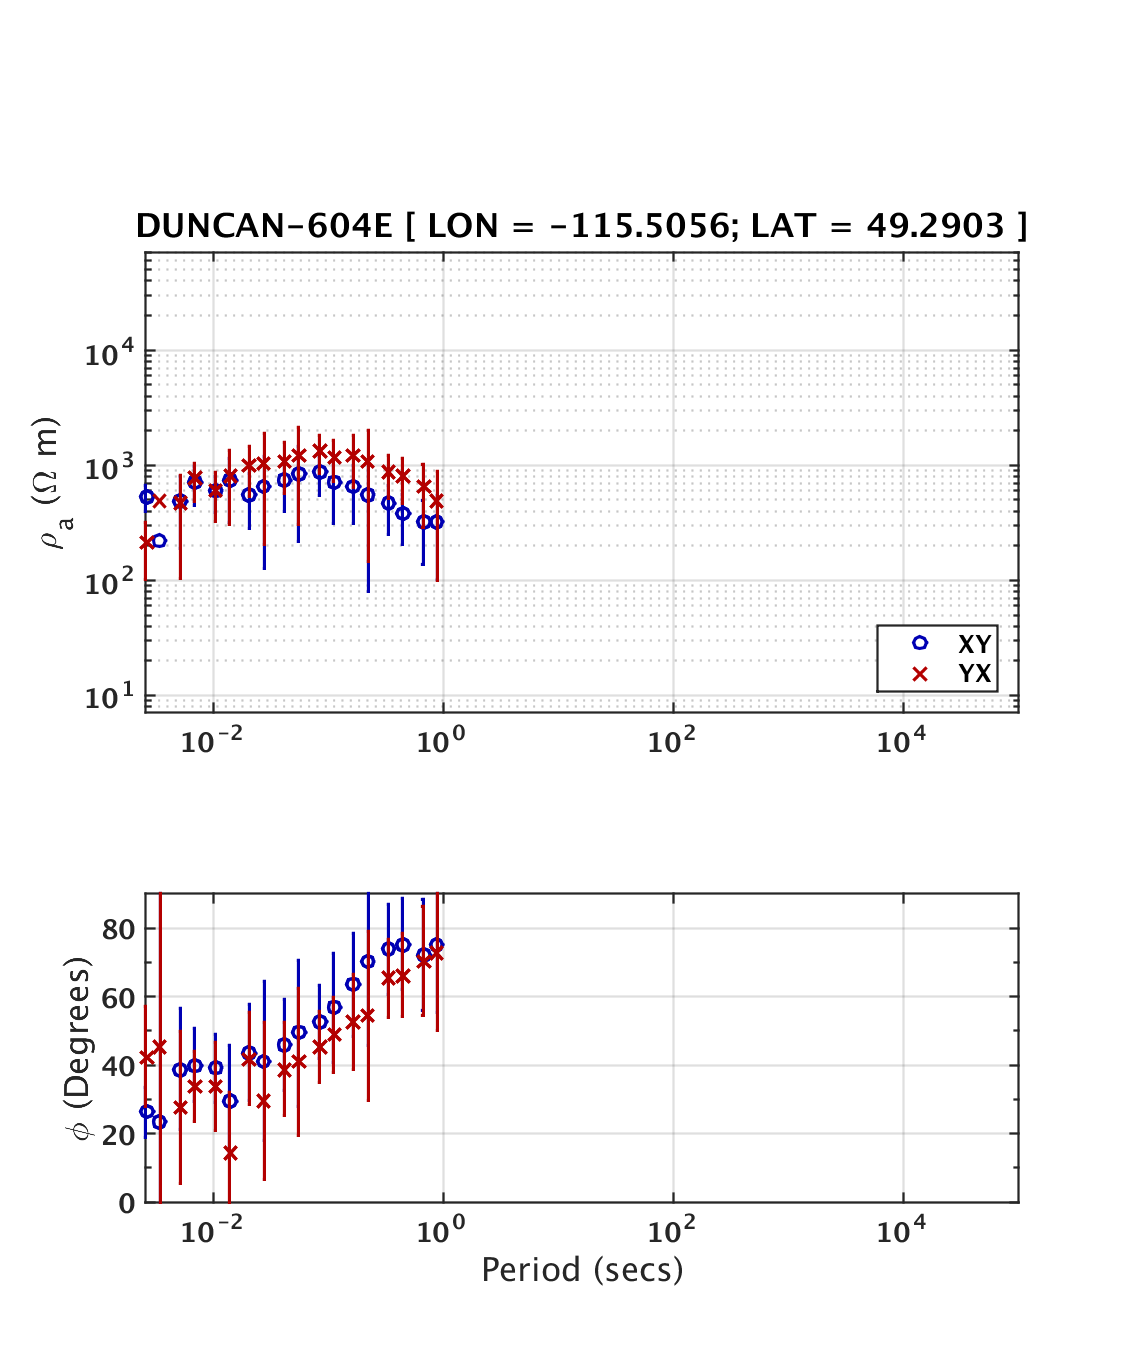 DUNCAN-604E [ LON = -115.5056; LAT = 49.2903 ]
ρa (Ω m)
10^4
10^3
10^2
10^1
XY
YX
10^-2 10^0 10^2 10^4
φ (Degrees)
80
60
40
20
0
10^-2 10^0 10^2 10^4
Period (secs)